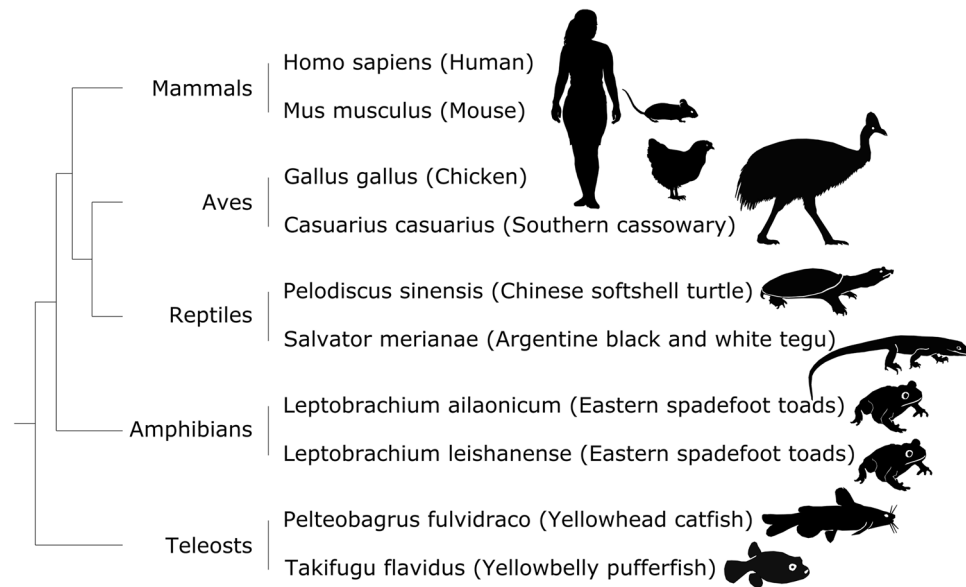 Mammals
Homo sapiens (Human)
Mus musculus (Mouse)
Aves
Gallus gallus (Chicken)
Casuarius casuarius (Southern cassowary)
Reptiles
Pelodiscus sinensis (Chinese softshell turtle)
Salvator merianae (Argentine black and white tegu)
Amphibians
Leptobrachium ailaonicum (Eastern spadefoot toads)
Leptobrachium leishanense (Eastern spadefoot toads)
Teleosts
Pelteobagrus fulvidraco (Yellowhead catfish)
Takifugu flavidus (Yellowbelly pufferfish)